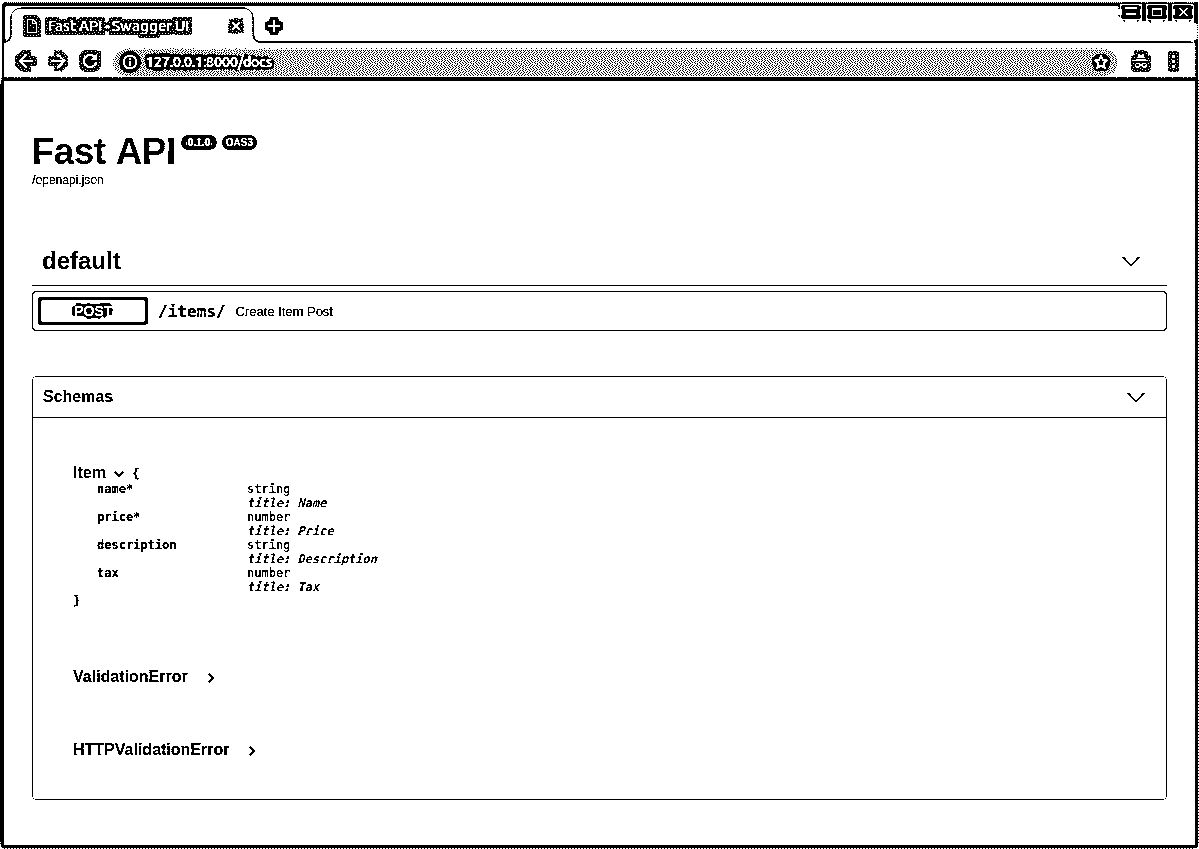 Fast API - Swagger UI
127.0.0.1:8000/docs
Fast API 0.1.0 OAS3
/openapi.json
default
POST /items/ Create Item Post
Schemas
Item {
name* string
title: Name
price* number
title: Price
description string
title: Description
tax number
title: Tax
}
ValidationError
HTTPValidationError